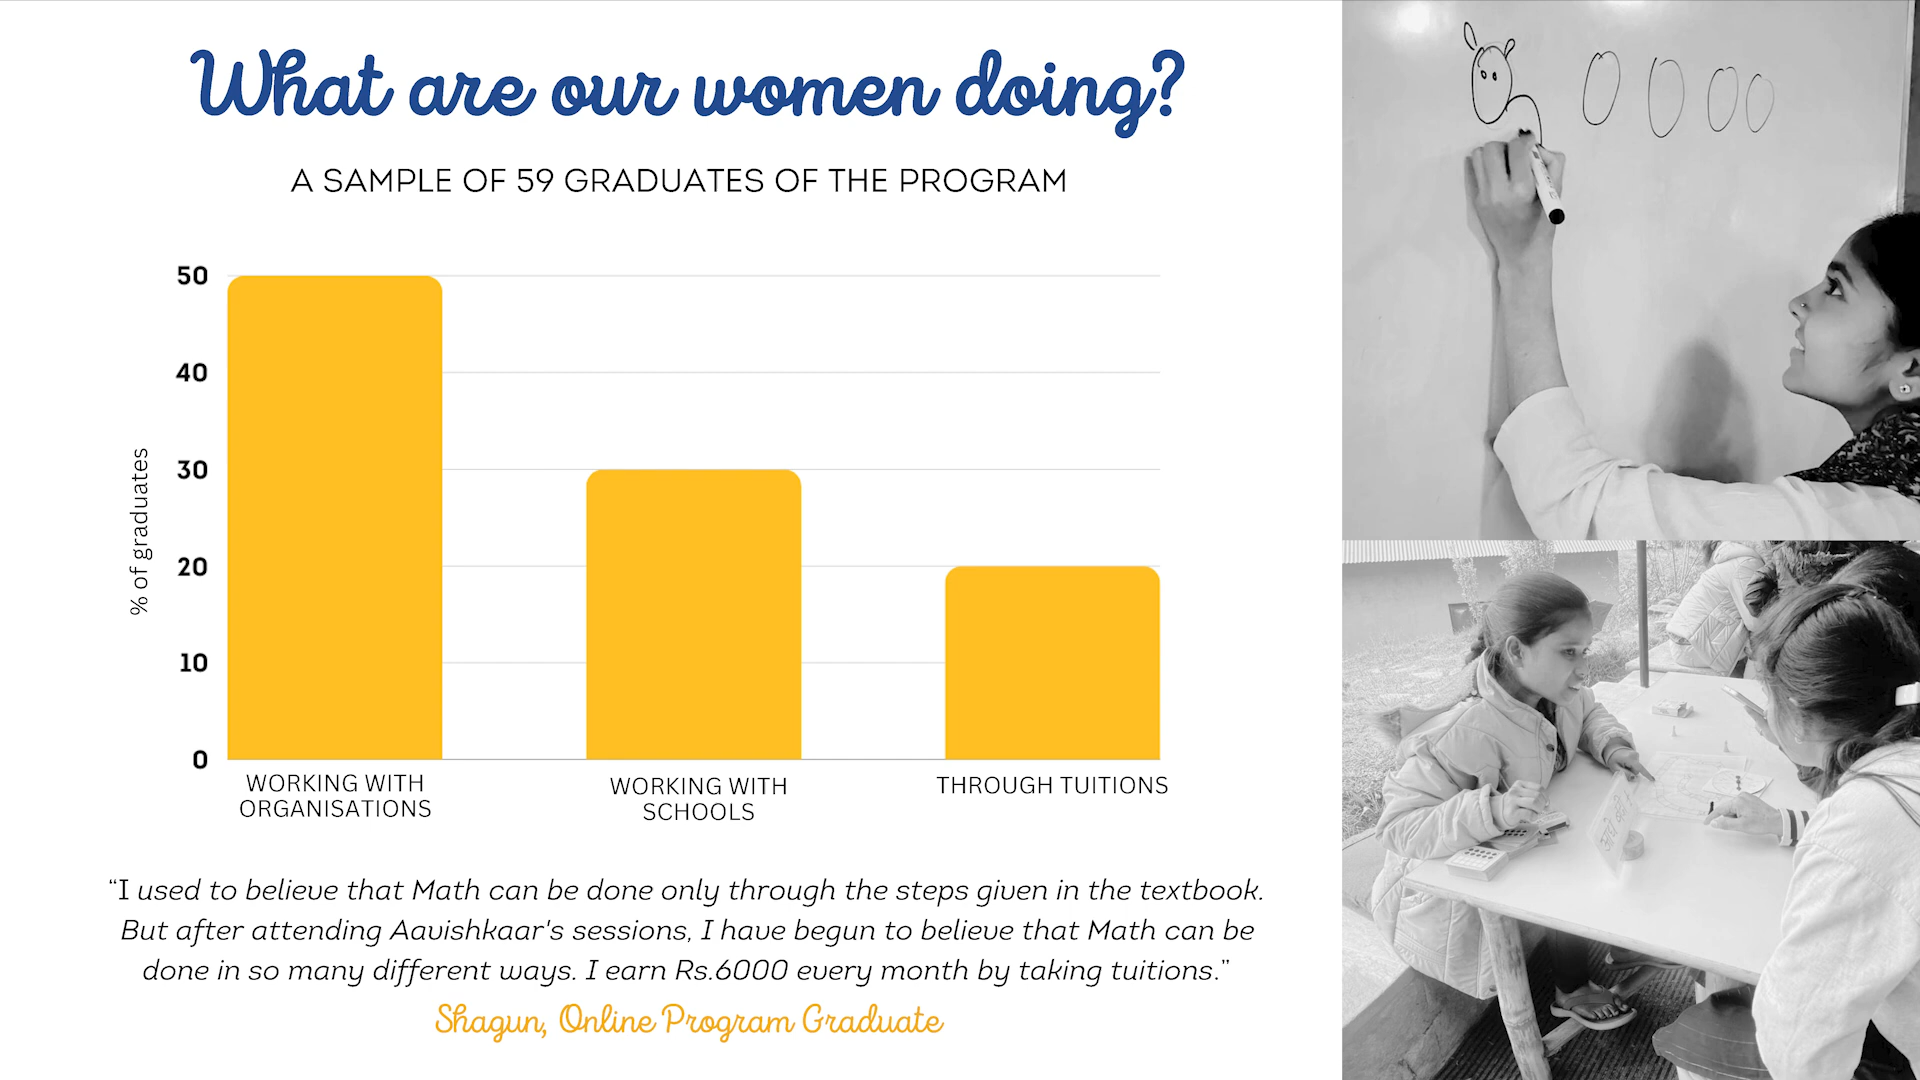 What are our women doing?
A SAMPLE OF 59 GRADUATES OF THE PROGRAM
% of graduates
50
40
30
20
10
0
WORKING WITH
ORGANISATIONS
WORKING WITH
SCHOOLS
THROUGH TUITIONS
“I used to believe that Math can be done only through the steps given in the textbook.
But after attending Aavishkaar's sessions, I have begun to believe that Math can be
done in so many different ways. I earn Rs.6000 every month by taking tuitions.”
Shagun, Online Program Graduate